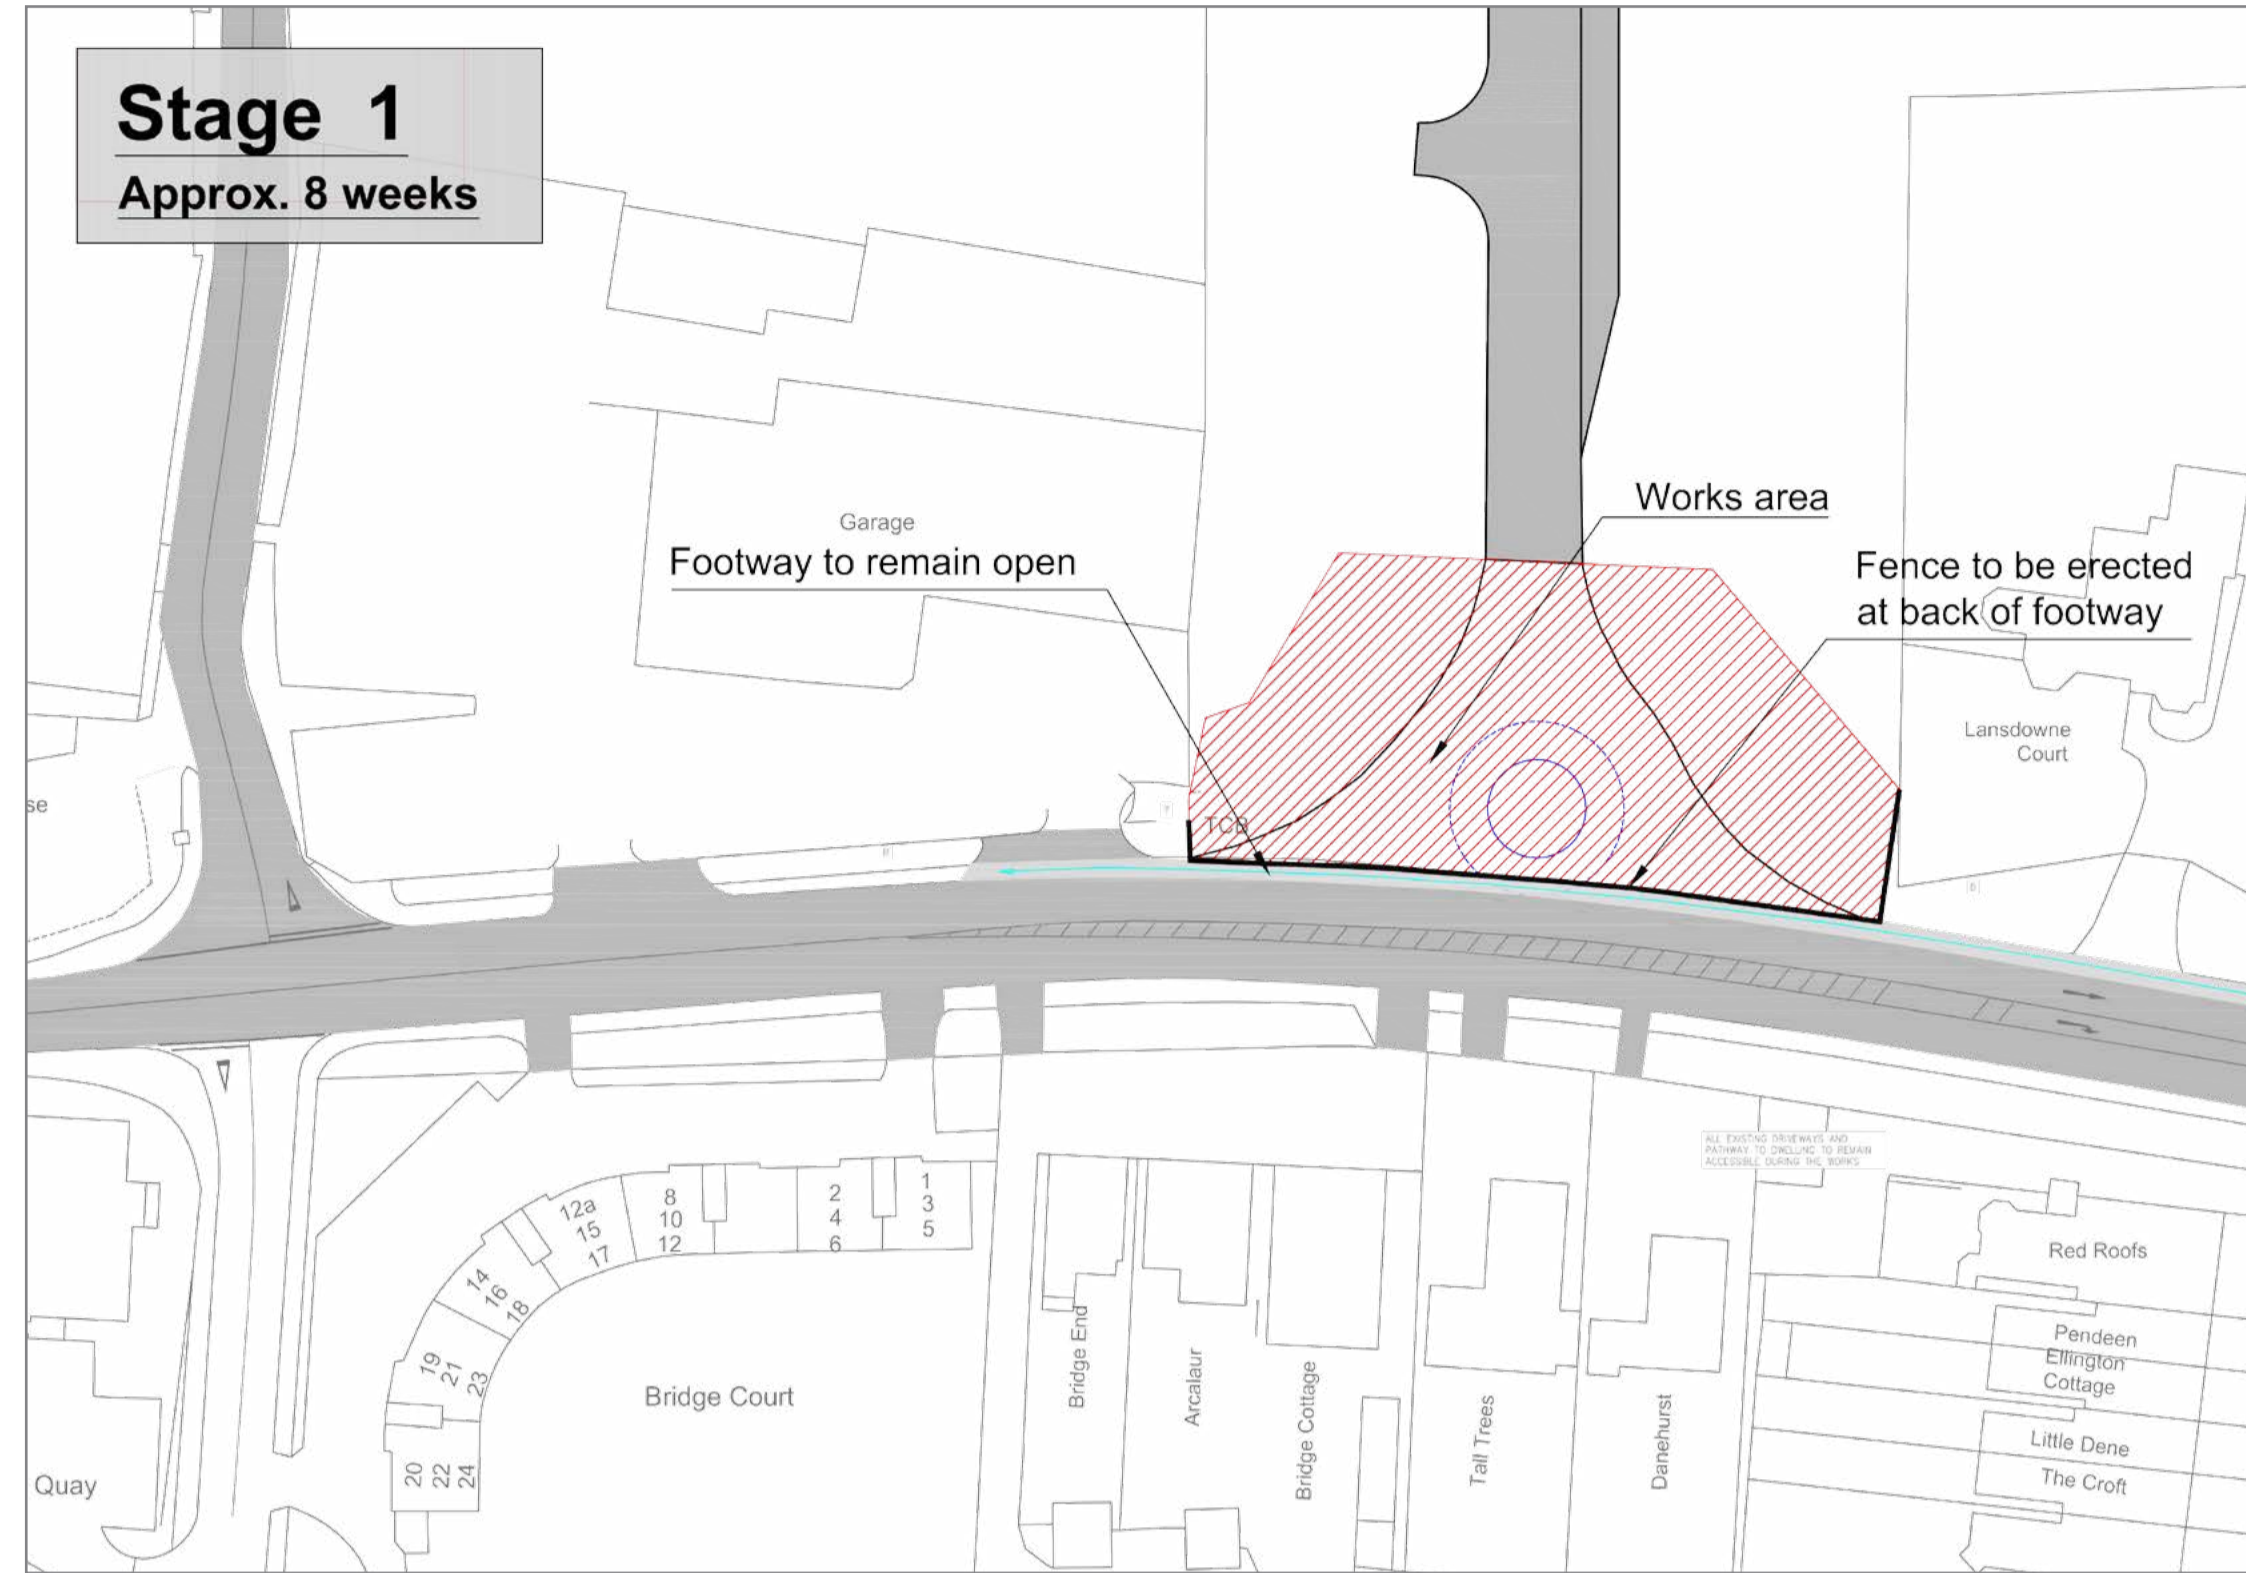 Stage 1
Approx. 8 weeks
Works area
Garage
Footway to remain open
Fence to be erected
at back of footway
Lansdowne
Court
se
TCB
ALL EXISTING DRIVEWAYS AND
PATHWAY TO DWELLING TO REMAIN
ACCESSIBLE DURING THE WORKS
1
3
5
2
4
6
8
10
12
12a
15
17
14
16
18
19
21
23
20
22
24
Bridge Court
Quay
Bridge End
Arcalaur
Bridge Cottage
Tall Trees
Danehurst
Red Roofs
Pendeen
Ellington
Cottage
Little Dene
The Croft